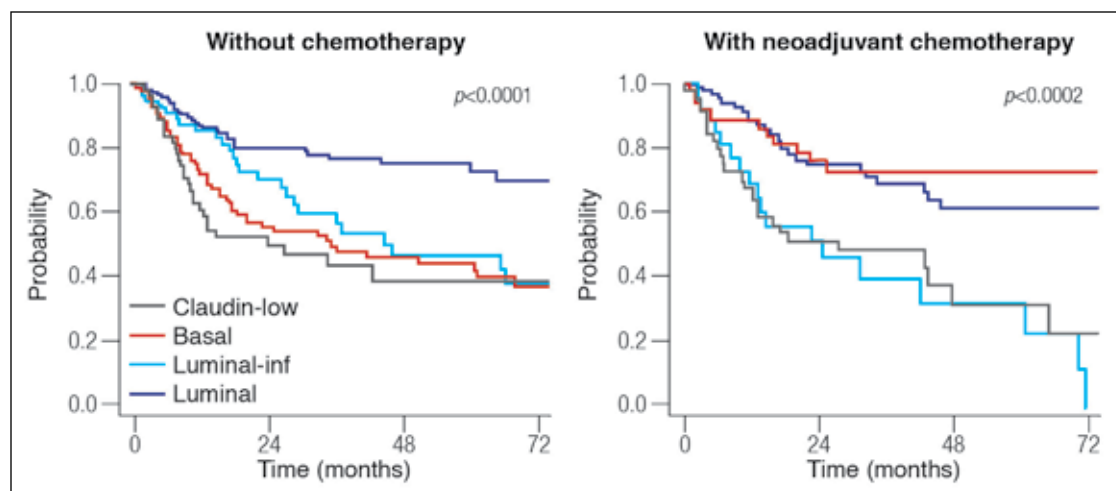 Without chemotherapy
p<0.0001
Probability
1.0
0.8
0.6
0.4
0.2
0.0
Claudin-low
Basal
Luminal-inf
Luminal
0 24 48 72
Time (months)
With neoadjuvant chemotherapy
p<0.0002
Probability
1.0
0.8
0.6
0.4
0.2
0.0
0 24 48 72
Time (months)